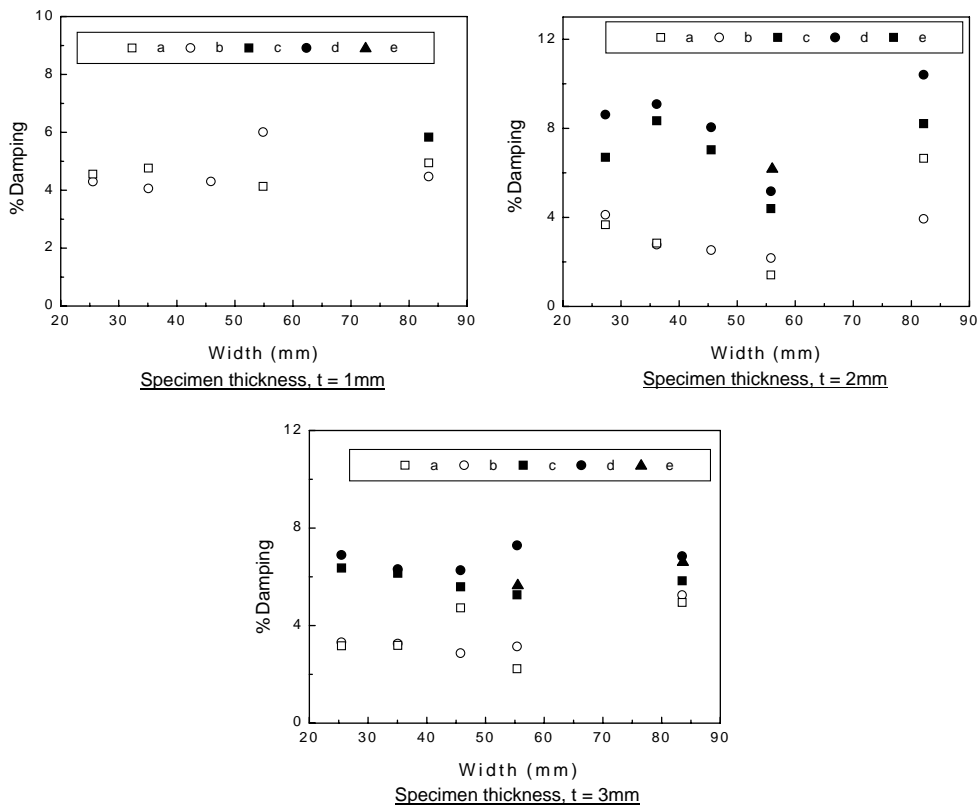 10
8
6
4
2
0
%Damping
a b c d e
20 30 40 50 60 70 80 90
Width (mm)
Specimen thickness, t = 1mm
12
8
4
0
%Damping
a b c d e
20 30 40 50 60 70 80 90
Width (mm)
Specimen thickness, t = 2mm
12
8
4
0
%Damping
a b c d e
20 30 40 50 60 70 80 90
Width (mm)
Specimen thickness, t = 3mm